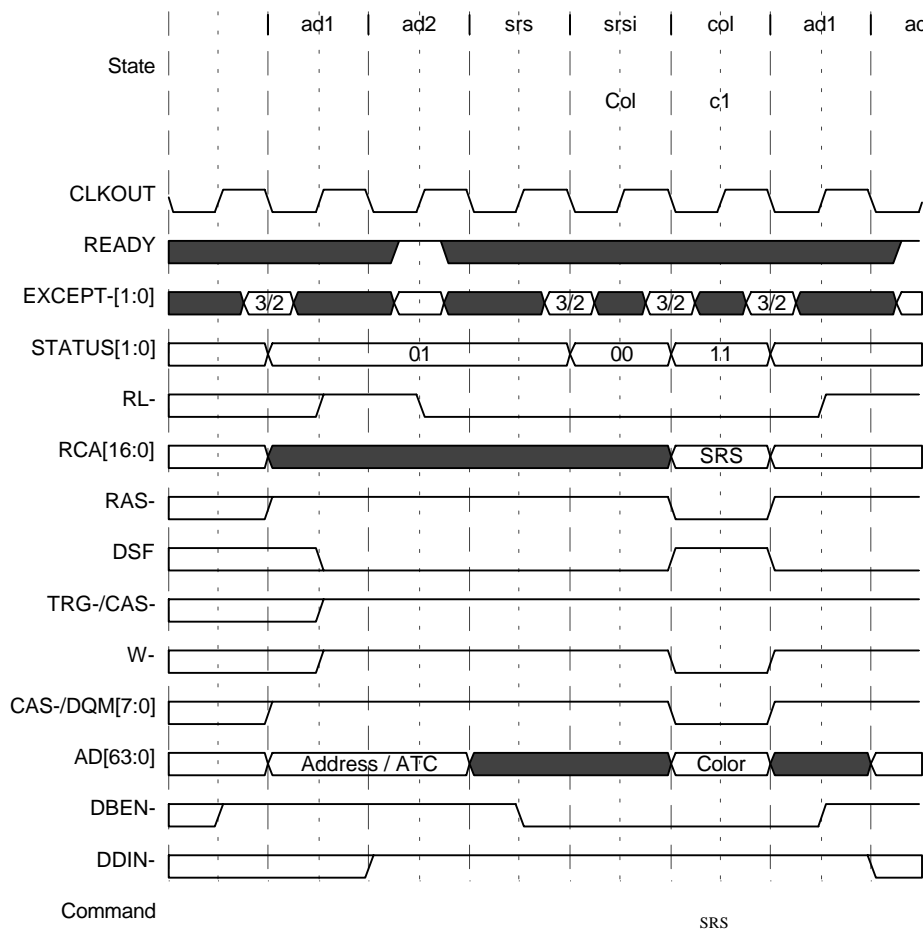 ad1 ad2 srs srsi col ad1 ad
State
Col c1
CLKOUT
READY
EXCEPT-[1:0] 3/2 3/2 3/2 3/2
STATUS[1:0] 01 00 11
RL-
RCA[16:0] SRS
RAS-
DSF
TRG-/CAS-
W-
CAS-/DQM[7:0]
AD[63:0] Address / ATC Color
DBEN-
DDIN-
Command
SRS